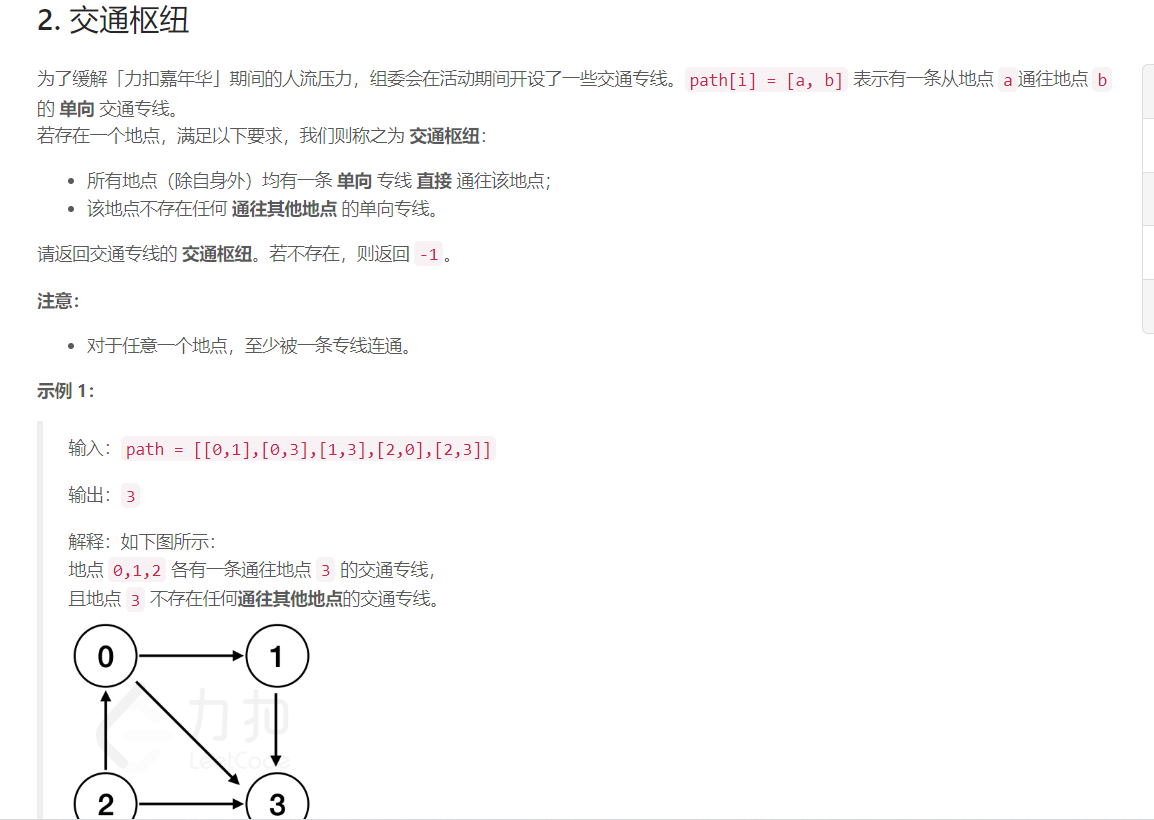 2. 交通枢纽
为了缓解「力扣嘉年华」期间的人流压力，组委会在活动期间开设了一些交通专线。path[i] = [a, b] 表示有一条从地点 a 通往地点 b
的 单向 交通专线。
若存在一个地点，满足以下要求，我们则称之为 交通枢纽：
• 所有地点（除自身外）均有一条 单向 专线 直接 通往该地点；
• 该地点不存在任何 通往其他地点 的单向专线。
请返回交通专线的 交通枢纽。若不存在，则返回 -1 。
注意：
• 对于任意一个地点，至少被一条专线连通。
示例 1：
输入：path = [[0,1],[0,3],[1,3],[2,0],[2,3]]
输出：3
解释：如下图所示：
地点 0,1,2 各有一条通往地点 3 的交通专线，
且地点 3 不存在任何通往其他地点的交通专线。
0 1
力扣
LeetCode
2 3